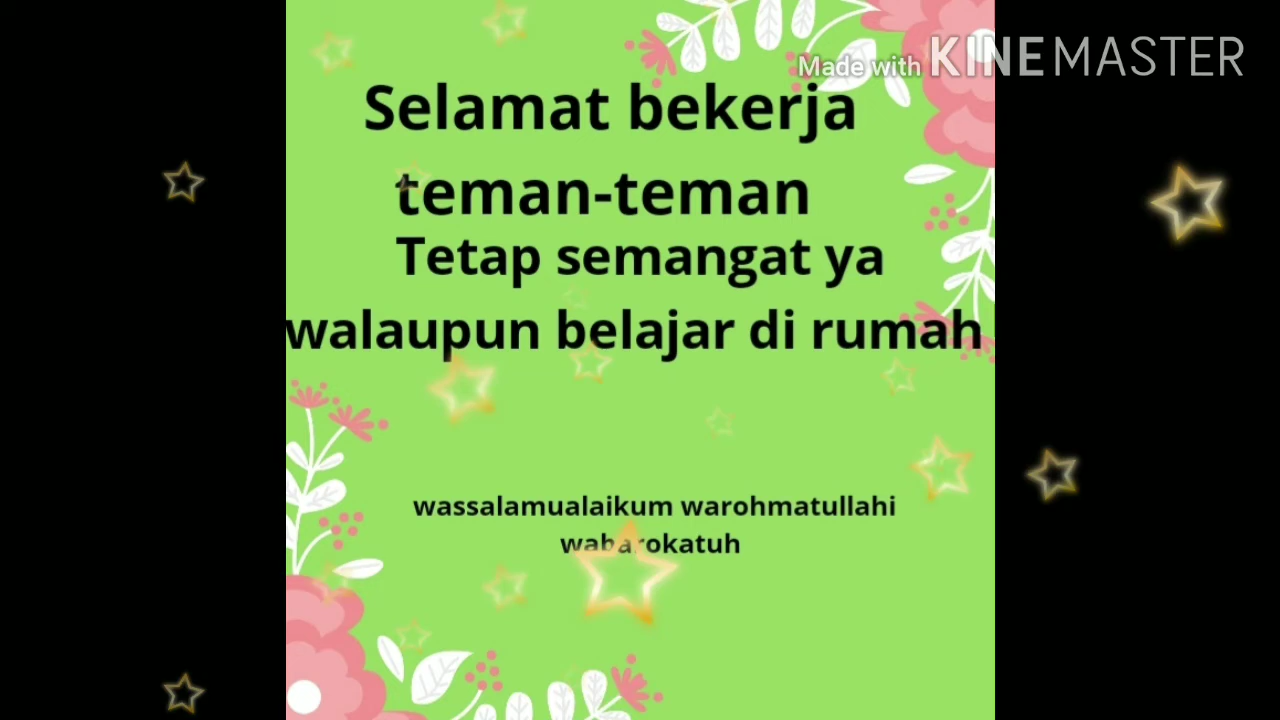 Made with KINEMASTER
Selamat bekerja
teman-teman
Tetap semangat ya
walaupun belajar di rumah
wassalamualaikum warohmatullahi
wabarokatuh